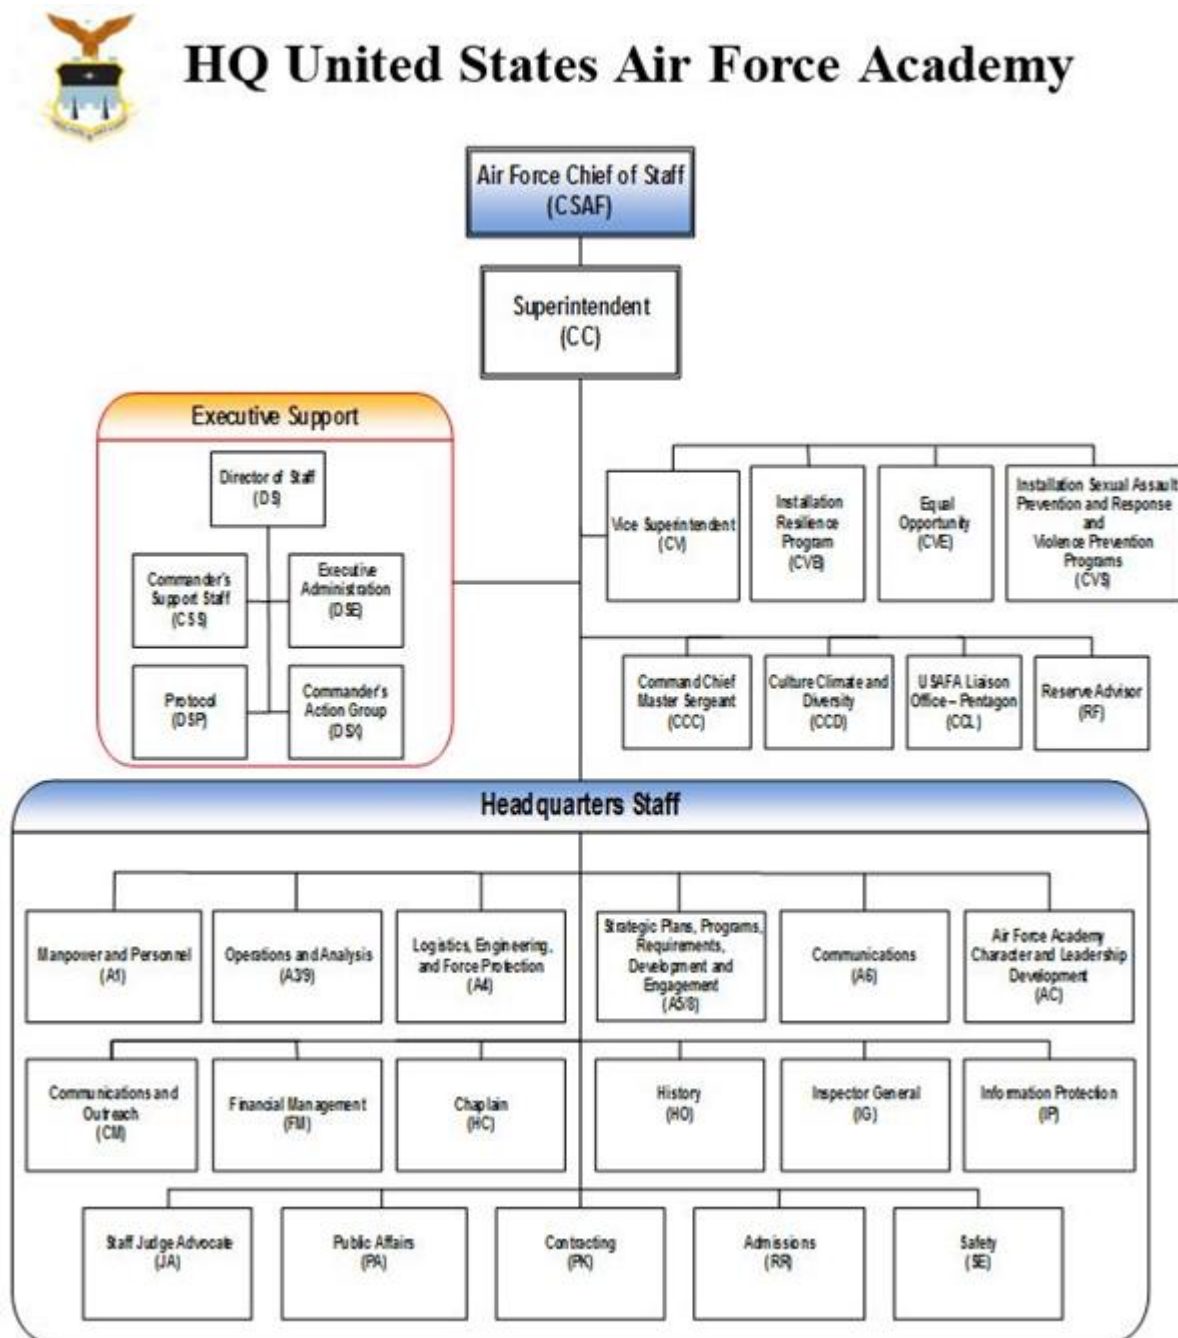 HQ United States Air Force Academy
Air Force Chief of Staff
(CSAF)
Superintendent
(CC)
Executive Support
Director of Staff
(DS)
Commander's
Support Staff
(CSS)
Executive
Administration
(DSE)
Protocol
(DSP)
Commander's
Action Group
(DSX)
Vice Superintendent
(CV)
Installation
Resilience
Program
(CVB)
Equal
Opportunity
(CVE)
Installation Sexual Assault
Prevention and Response
and
Violence Prevention
Programs
(CVS)
Command Chief
Master Sergeant
(CCC)
Culture Climate and
Diversity
(CCD)
USAFA Liaison
Office – Pentagon
(CCL)
Reserve Advisor
(RF)
Headquarters Staff
Manpower and Personnel
(A1)
Operations and Analysis
(A3/9)
Logistics, Engineering,
and Force Protection
(A4)
Strategic Plans, Programs,
Requirements,
Development and
Engagement
(A5/8)
Communications
(A6)
Air Force Academy
Character and Leadership
Development
(AC)
Communications and
Outreach
(CM)
Financial Management
(FM)
Chaplain
(HC)
History
(HO)
Inspector General
(IG)
Information Protection
(IP)
Staff Judge Advocate
(JA)
Public Affairs
(PA)
Contracting
(PK)
Admissions
(RR)
Safety
(SE)